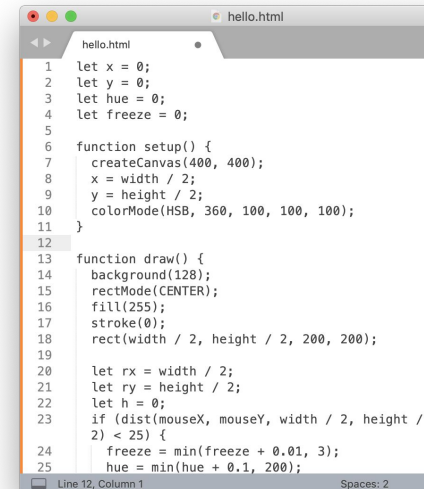 hello.html
hello.html
1 let x = 0;
2 let y = 0;
3 let hue = 0;
4 let freeze = 0;
5
6 function setup() {
7   createCanvas(400, 400);
8   x = width / 2;
9   y = height / 2;
10   colorMode(HSB, 360, 100, 100, 100);
11 }
12
13 function draw() {
14   background(128);
15   rectMode(CENTER);
16   fill(255);
17   stroke(0);
18   rect(width / 2, height / 2, 200, 200);
19
20   let rx = width / 2;
21   let ry = height / 2;
22   let h = 0;
23   if (dist(mouseX, mouseY, width / 2, height /
2) < 25) {
24     freeze = min(freeze + 0.01, 3);
25     hue = min(hue + 0.1, 200);
Line 12, Column 1 Spaces: 2